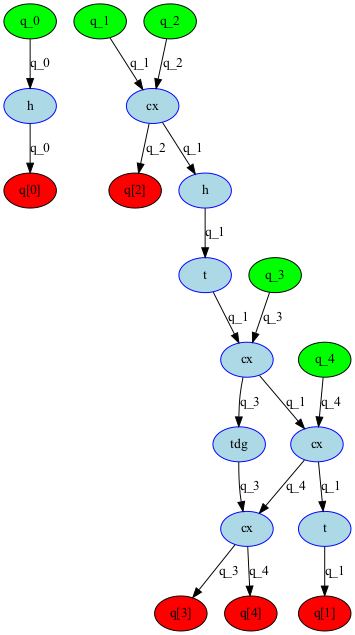 q_0 q_1 q_2
q_0 q_1 q_2
h cx
q_0 q_2 q_1
q[0] q[2] h
q_1
t q_3
q_1 q_3
cx q_4
q_3 q_1 q_4
tdg cx
q_3 q_4 q_1
cx t
q_3 q_4 q_1
q[3] q[4] q[1]